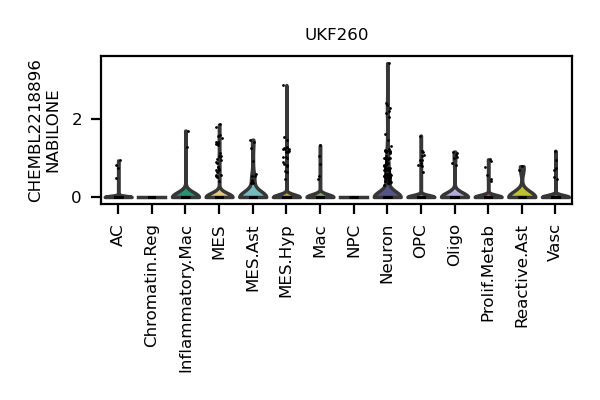 UKF260
CHEMBL2218896
NABILONE
2
0
AC
Chromatin.Reg
Inflammatory.Mac
MES
MES.Ast
MES.Hyp
Mac
NPC
Neuron
OPC
Oligo
Prolif.Metab
Reactive.Ast
Vasc